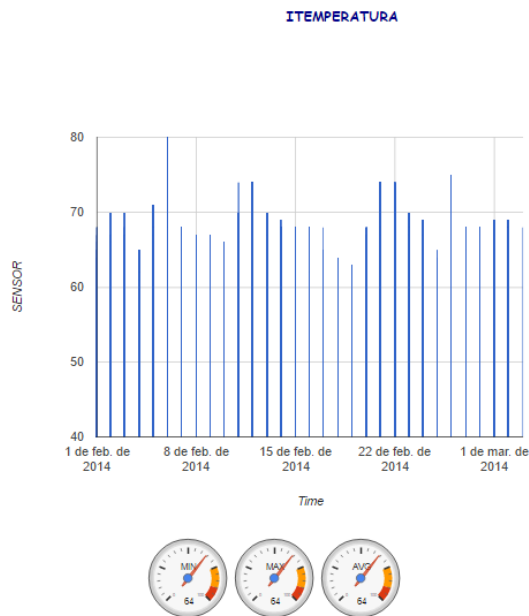 ITEMPERATURA
80
70
60
50
40
SENSOR
1 de feb. de 2014
8 de feb. de 2014
15 de feb. de 2014
22 de feb. de 2014
1 de mar. de 2014
Time
MIN
64
MAX
64
AVG
64